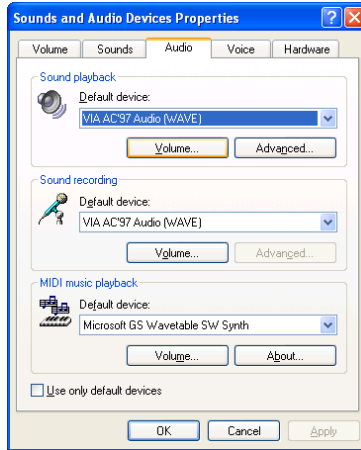 Sounds and Audio Devices Properties
Volume Sounds Audio Voice Hardware
Sound playback
Default device:
VIA AC'97 Audio (WAVE)
Volume... Advanced...
Sound recording
Default device:
VIA AC'97 Audio (WAVE)
Volume... Advanced...
MIDI music playback
Default device:
Microsoft GS Wavetable SW Synth
Volume... About...
Use only default devices
OK Cancel Apply